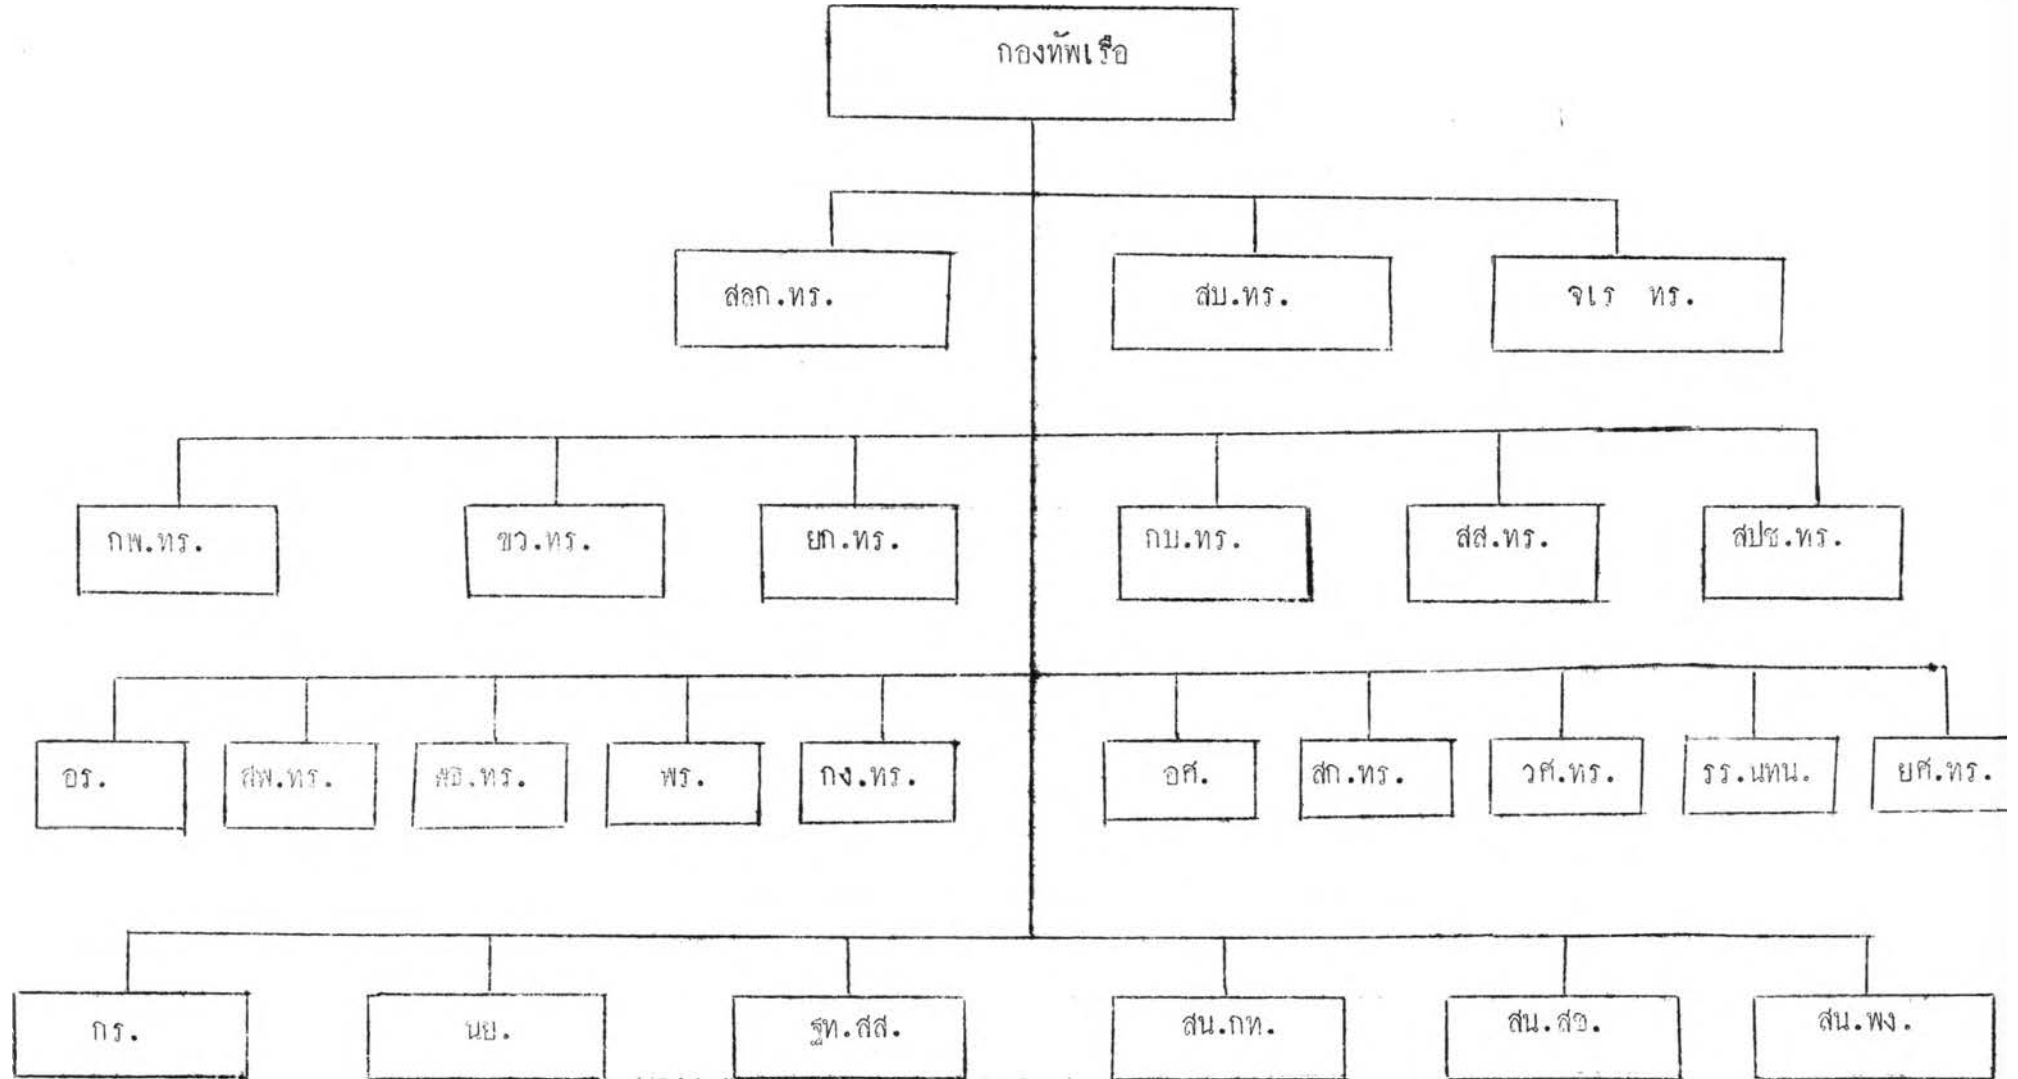 กองทัพเรือ
สลก.ทร.
สบ.ทร.
จเร ทร.
กพ.ทร.
ขว.ทร.
ยก.ทร.
กบ.ทร.
สส.ทร.
สปช.ทร.
อร.
สพ.ทร.
พธ.ทร.
พร.
กง.ทร.
อศ.
สก.ทร.
วศ.ทร.
รร.นทน.
ยศ.ทร.
กร.
นย.
ฐท.สส.
สน.กท.
สน.สข.
สน.พง.